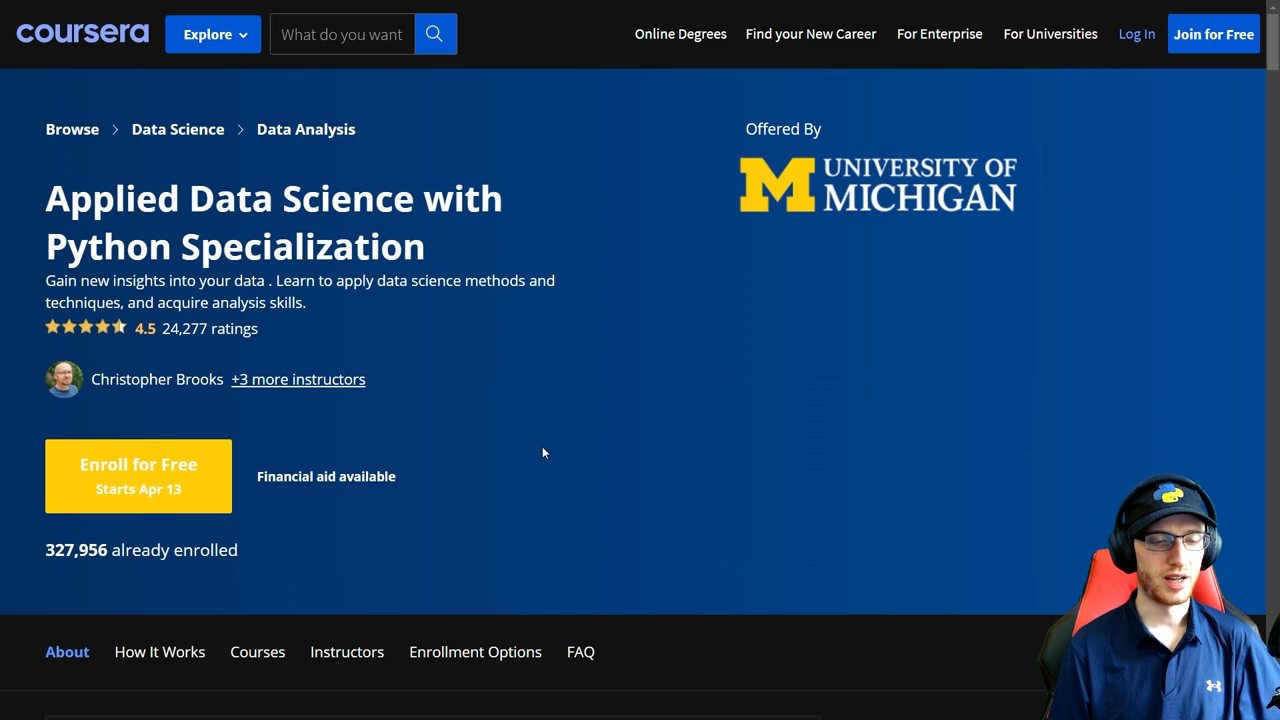 coursera
Explore
What do you want
Online Degrees
Find your New Career
For Enterprise
For Universities
Log In
Join for Free
Browse > Data Science > Data Analysis
Offered By
M UNIVERSITY OF
MICHIGAN
Applied Data Science with
Python Specialization
Gain new insights into your data . Learn to apply data science methods and
techniques, and acquire analysis skills.
4.5 24,277 ratings
Christopher Brooks +3 more instructors
Enroll for Free
Starts Apr 13
Financial aid available
327,956 already enrolled
About
How It Works
Courses
Instructors
Enrollment Options
FAQ